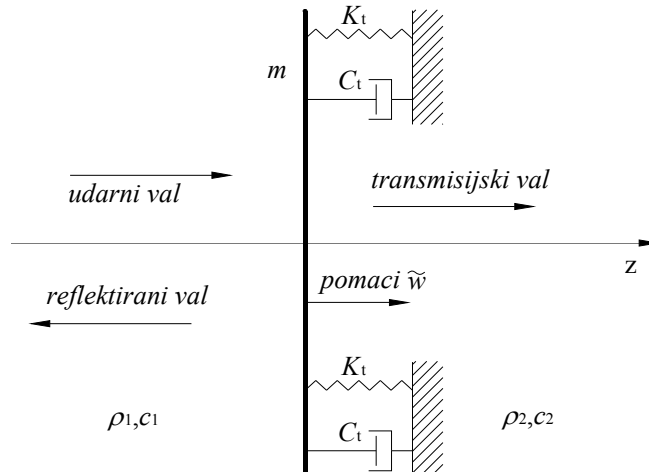 Kt
m
Ct
udarni val
transmisijski val
z
reflektirani val
pomaci w̃
Kt
ρ1,c1
ρ2,c2
Ct